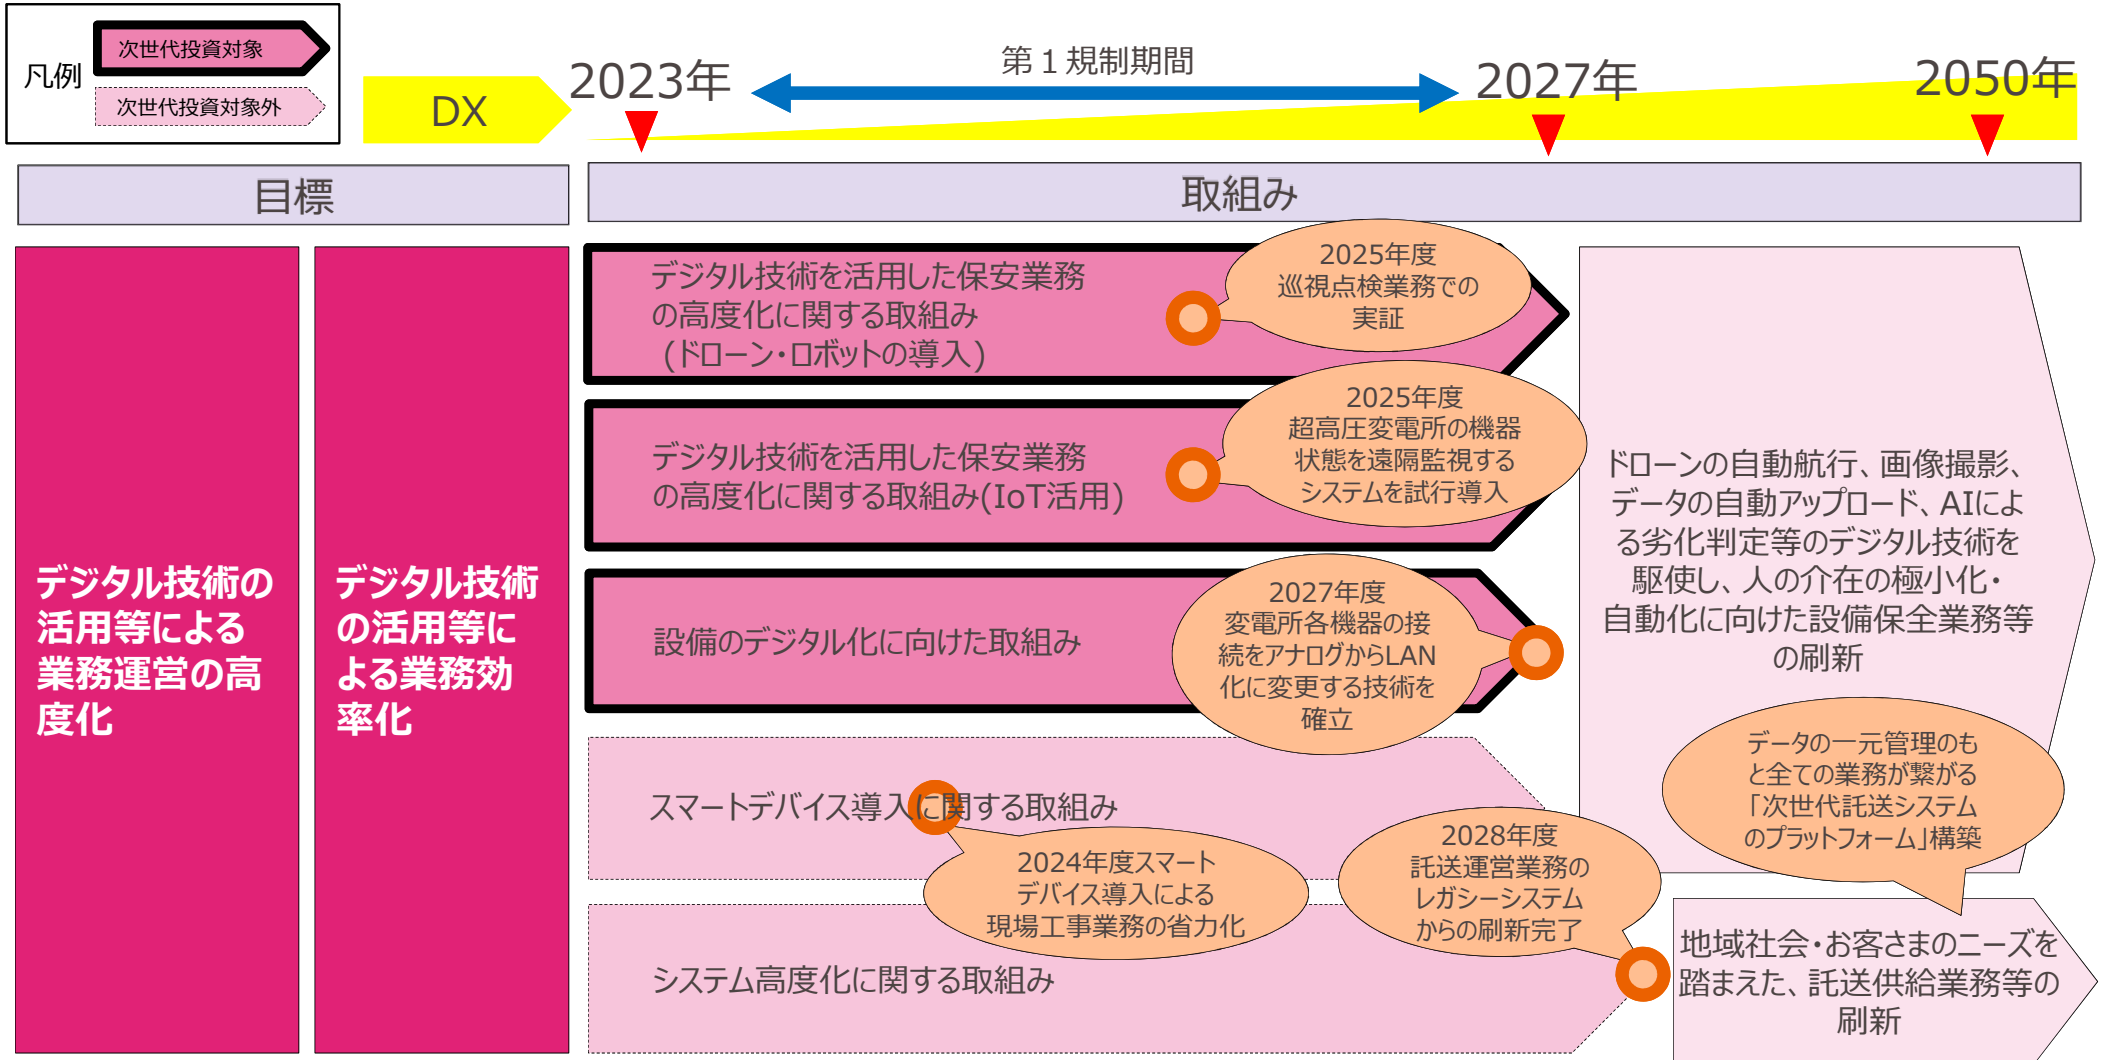 凡例
次世代投資対象
次世代投資対象外
DX
2023年
第1規制期間
2027年
2050年
目標
取組み
デジタル技術の
活用等による
業務運営の高
度化
デジタル技術
の活用等に
よる業務効
率化
デジタル技術を活用した保安業務
の高度化に関する取組み
(ドローン・ロボットの導入)
2025年度
巡視点検業務での
実証
デジタル技術を活用した保安業務
の高度化に関する取組み(IoT活用)
2025年度
超高圧変電所の機器
状態を遠隔監視する
システムを試行導入
設備のデジタル化に向けた取組み
2027年度
変電所各機器の接
続をアナログからLAN
化に変更する技術を
確立
スマートデバイス導入に関する取組み
2024年度スマート
デバイス導入による
現場工事業務の省力化
システム高度化に関する取組み
2028年度
託送運営業務の
レガシーシステム
からの刷新完了
ドローンの自動航行、画像撮影、
データの自動アップロード、AIによ
る劣化判定等のデジタル技術を
駆使し、人の介在の極小化・
自動化に向けた設備保全業務等
の刷新
データの一元管理のも
と全ての業務が繋がる
「次世代託送システム
のプラットフォーム」構築
地域社会・お客さまのニーズを
踏まえた、託送供給業務等の
刷新